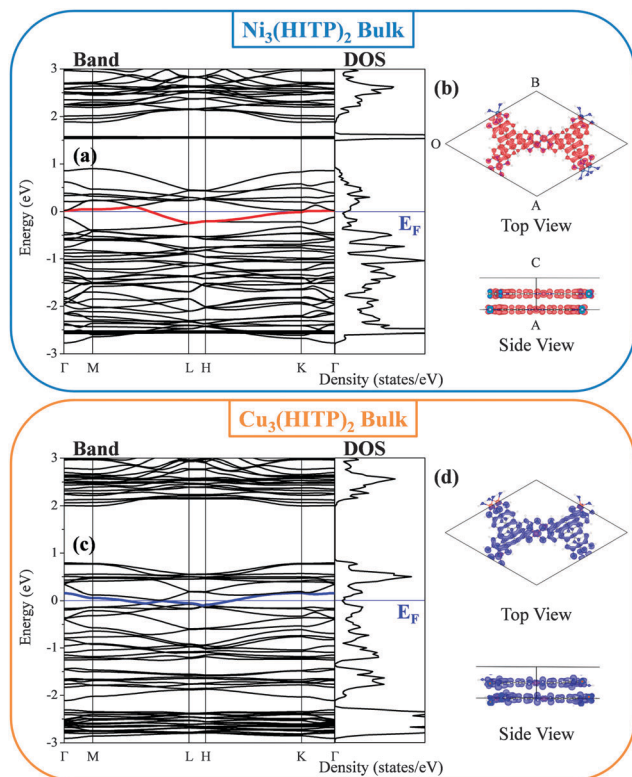 Ni₃(HITP)₂ Bulk
Band
DOS
(b)
(a)
Energy (eV)
3
2
1
0
-1
-2
-3
E_F
Γ M L H K Γ
Density (states/eV)
B
O
A
Top View
C
A
Side View
Cu₃(HITP)₂ Bulk
Band
DOS
(d)
(c)
Energy (eV)
3
2
1
0
-1
-2
-3
E_F
Γ M L H K Γ
Density (states/eV)
Top View
Side View